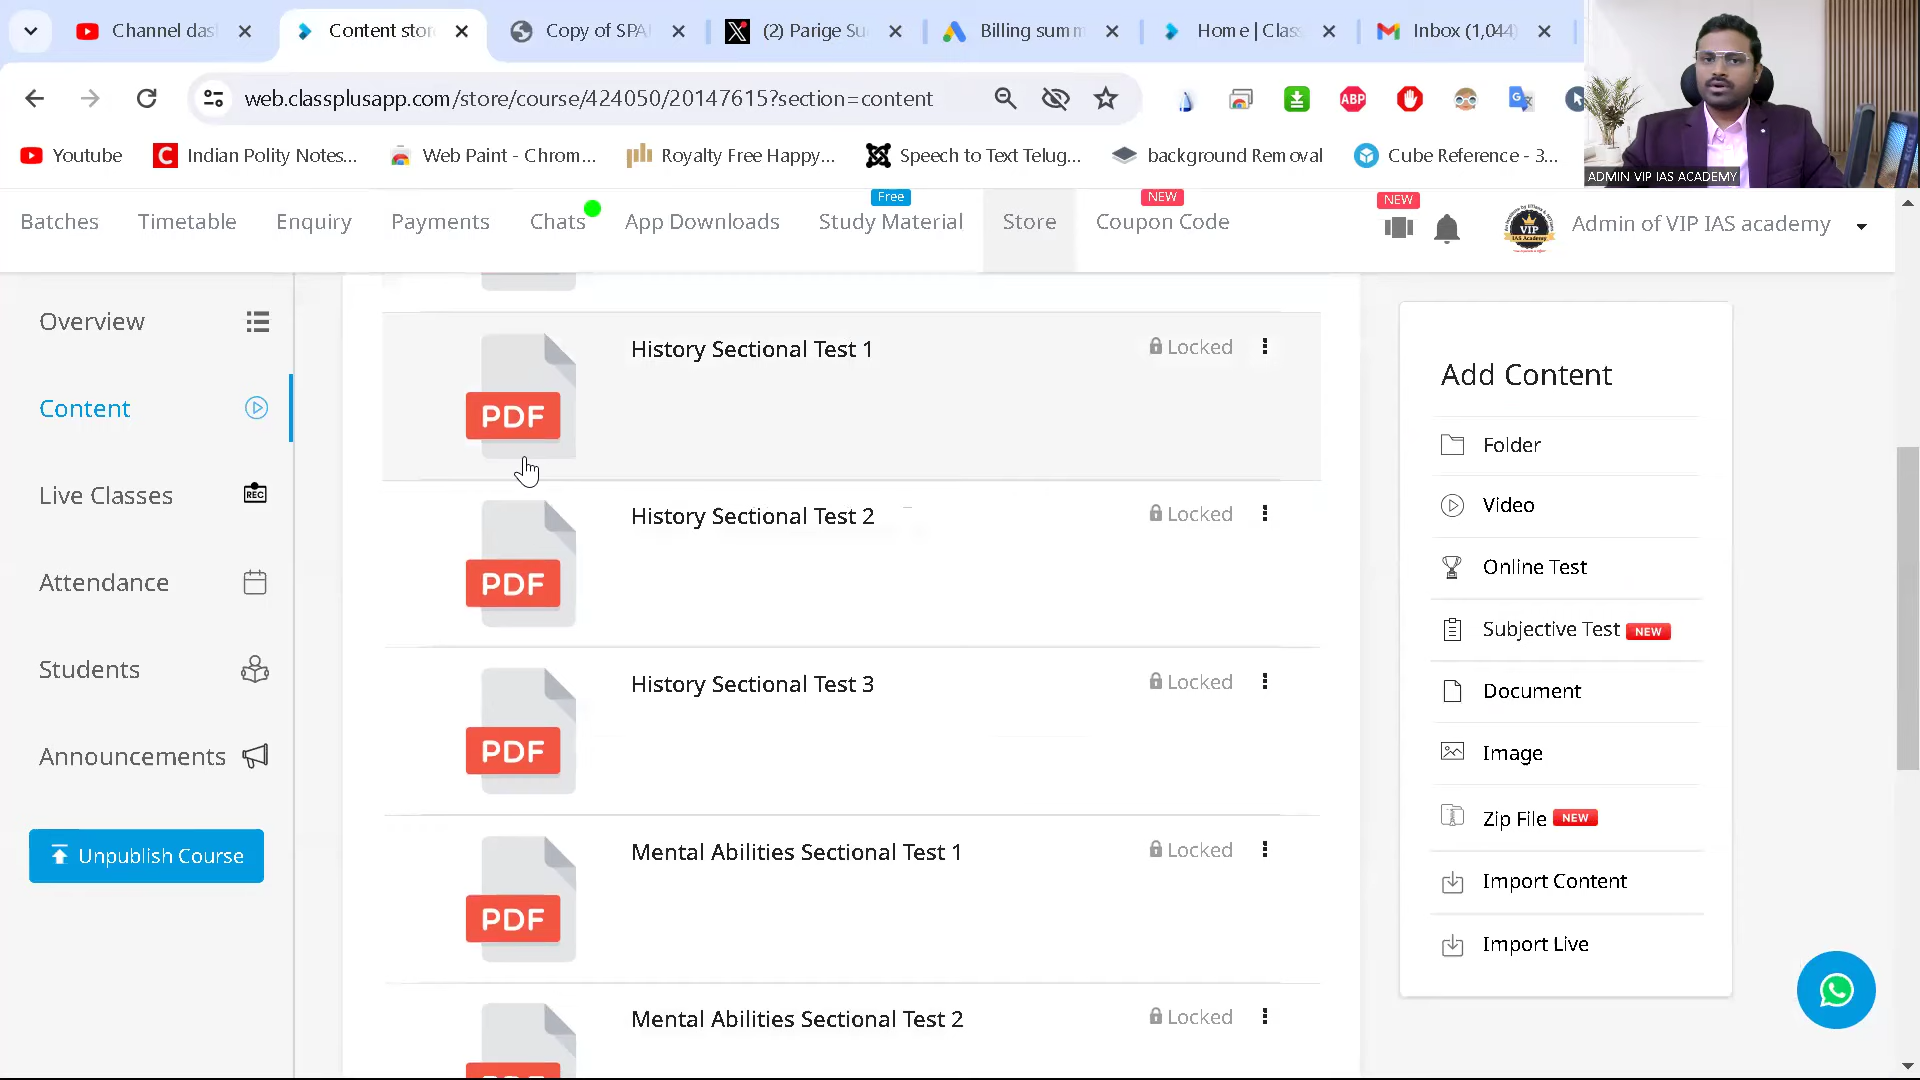 Channel das
Content stor
Copy of SPA
(2) Parige Su
Billing summ
Home | Class
Inbox (1,044)
web.classplusapp.com/store/course/424050/20147615?section=content
ABP
Youtube
Indian Polity Notes...
Web Paint - Chrom...
Royalty Free Happy...
Speech to Text Telug...
background Removal
Cube Reference - 3...
ADMIN VIP IAS ACADEMY
Batches
Timetable
Enquiry
Payments
Chats
App Downloads
Free
Study Material
Store
NEW
Coupon Code
NEW
VIP
Admin of VIP IAS academy
Overview
Content
Live Classes
REC
Attendance
Students
Announcements
Unpublish Course
History Sectional Test 1
Locked
PDF
History Sectional Test 2
Locked
PDF
History Sectional Test 3
Locked
PDF
Mental Abilities Sectional Test 1
Locked
PDF
Mental Abilities Sectional Test 2
Locked
PDF
Add Content
Folder
Video
Online Test
Subjective Test NEW
Document
Image
Zip File NEW
Import Content
Import Live